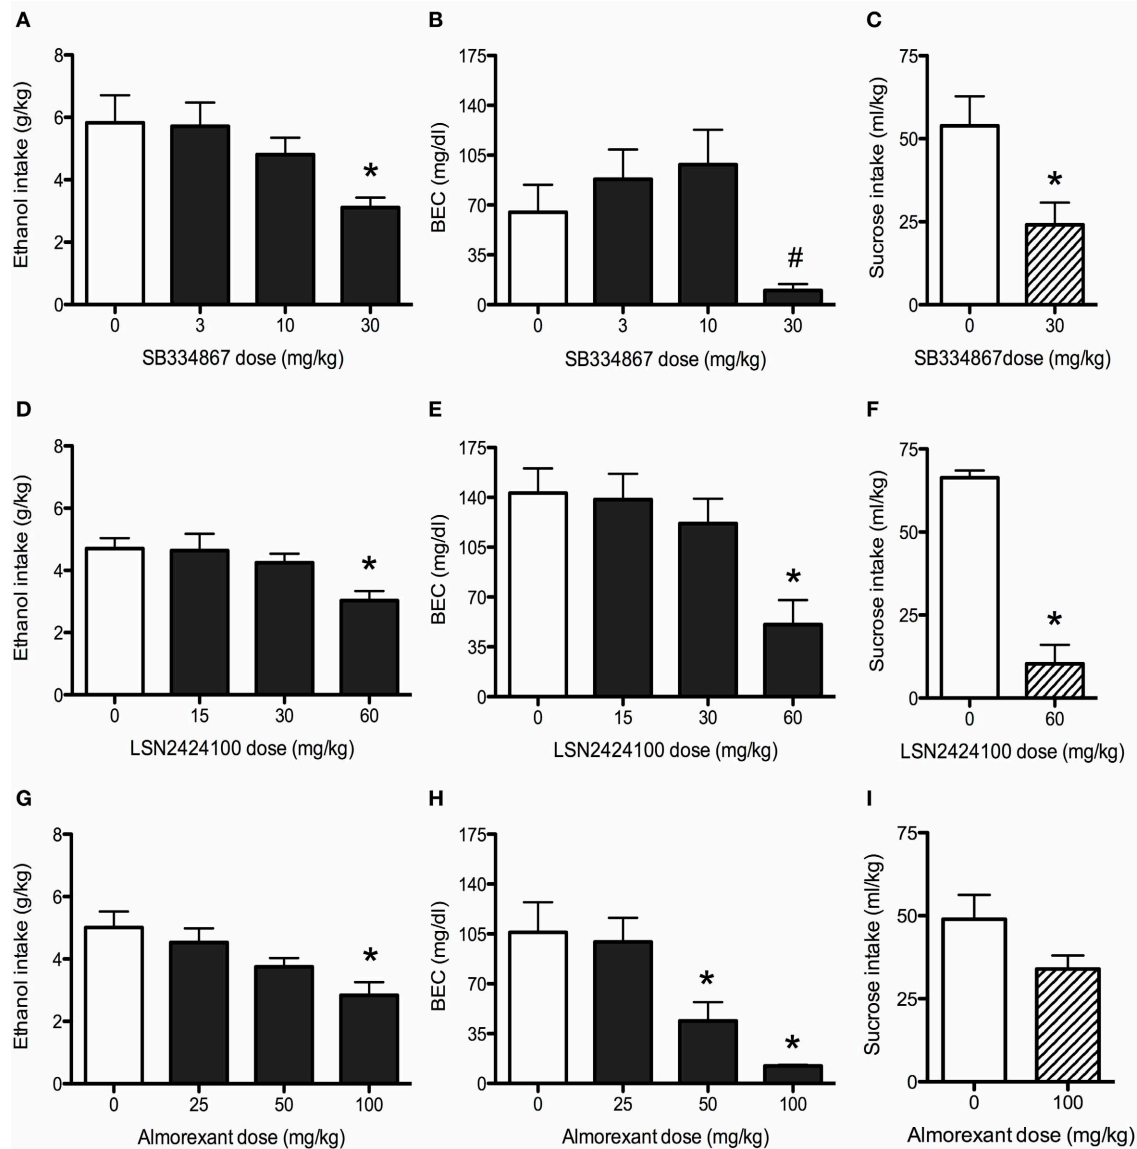 A
Ethanol intake (g/kg)
8
6
4
2
0
*
0 3 10 30
SB334867 dose (mg/kg)
B
BEC (mg/dl)
175
140
105
70
35
0
#
0 3 10 30
SB334867 dose (mg/kg)
C
Sucrose intake (ml/kg)
75
50
25
0
*
0 30
SB334867dose (mg/kg)
D
Ethanol intake (g/kg)
8
6
4
2
0
*
0 15 30 60
LSN2424100 dose (mg/kg)
E
BEC (mg/dl)
175
140
105
70
35
0
*
0 15 30 60
LSN2424100 dose (mg/kg)
F
Sucrose intake (ml/kg)
75
50
25
0
*
0 60
LSN2424100 dose (mg/kg)
G
Ethanol intake (g/kg)
8
6
4
2
0
*
0 25 50 100
Almorexant dose (mg/kg)
H
BEC (mg/dl)
175
140
105
70
35
0
*
*
0 25 50 100
Almorexant dose (mg/kg)
I
Sucrose intake (ml/kg)
75
50
25
0
0 100
Almorexant dose (mg/kg)